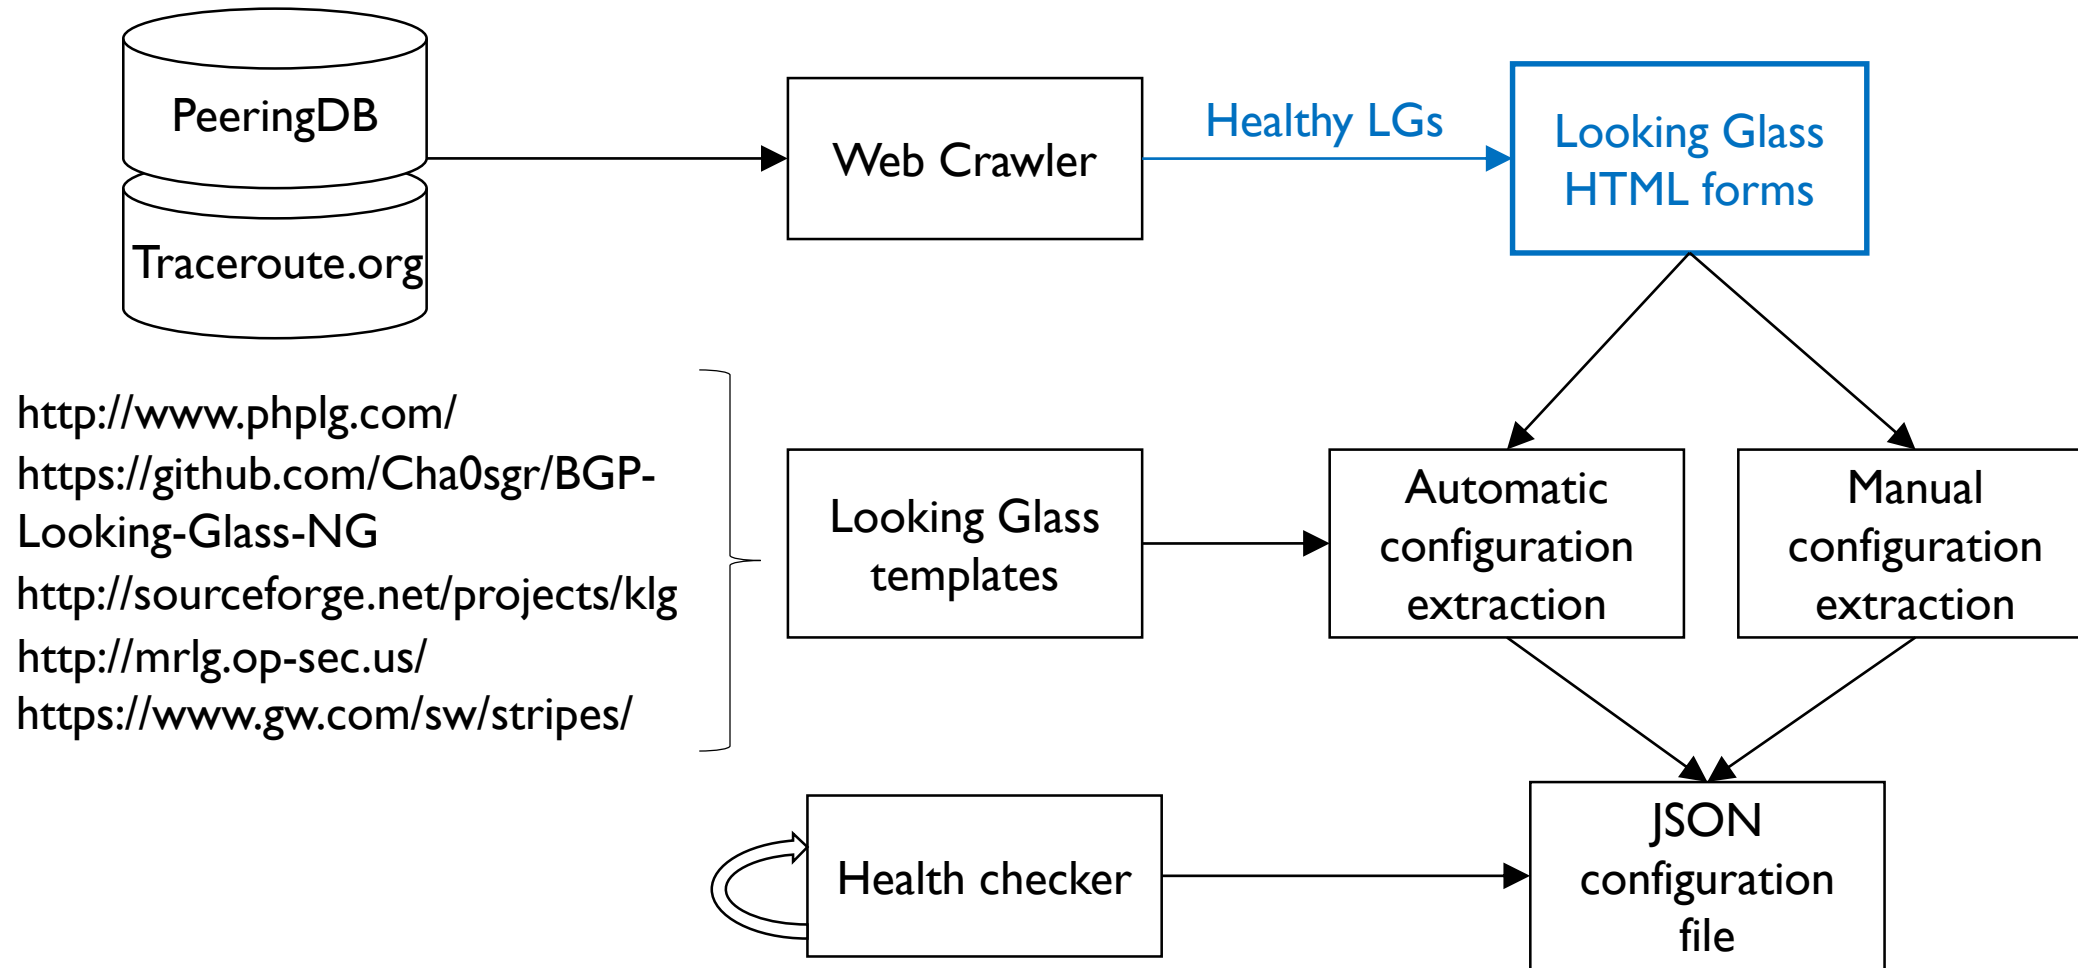 PeeringDB
Traceroute.org
Web Crawler
Healthy LGs
Looking Glass
HTML forms
http://www.phplg.com/
https://github.com/Cha0sgr/BGP-
Looking-Glass-NG
http://sourceforge.net/projects/klg
http://mrlg.op-sec.us/
https://www.gw.com/sw/stripes/
Looking Glass
templates
Automatic
configuration
extraction
Manual
configuration
extraction
Health checker
JSON
configuration
file